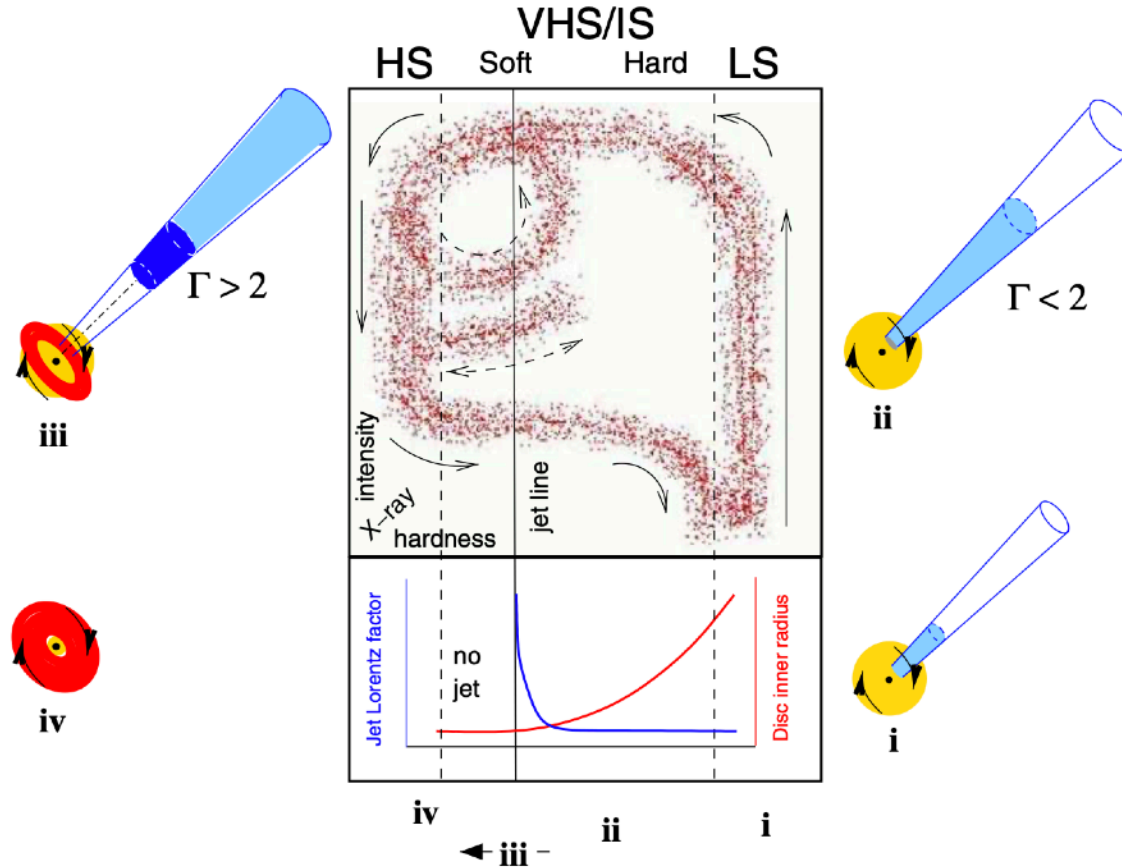 VHS/IS
HS Soft Hard LS
Γ > 2
Γ < 2
iii
ii
intensity
X-ray
hardness
jet line
Jet Lorentz factor
no
jet
Disc inner radius
iv
i
iv
ii
i
iii